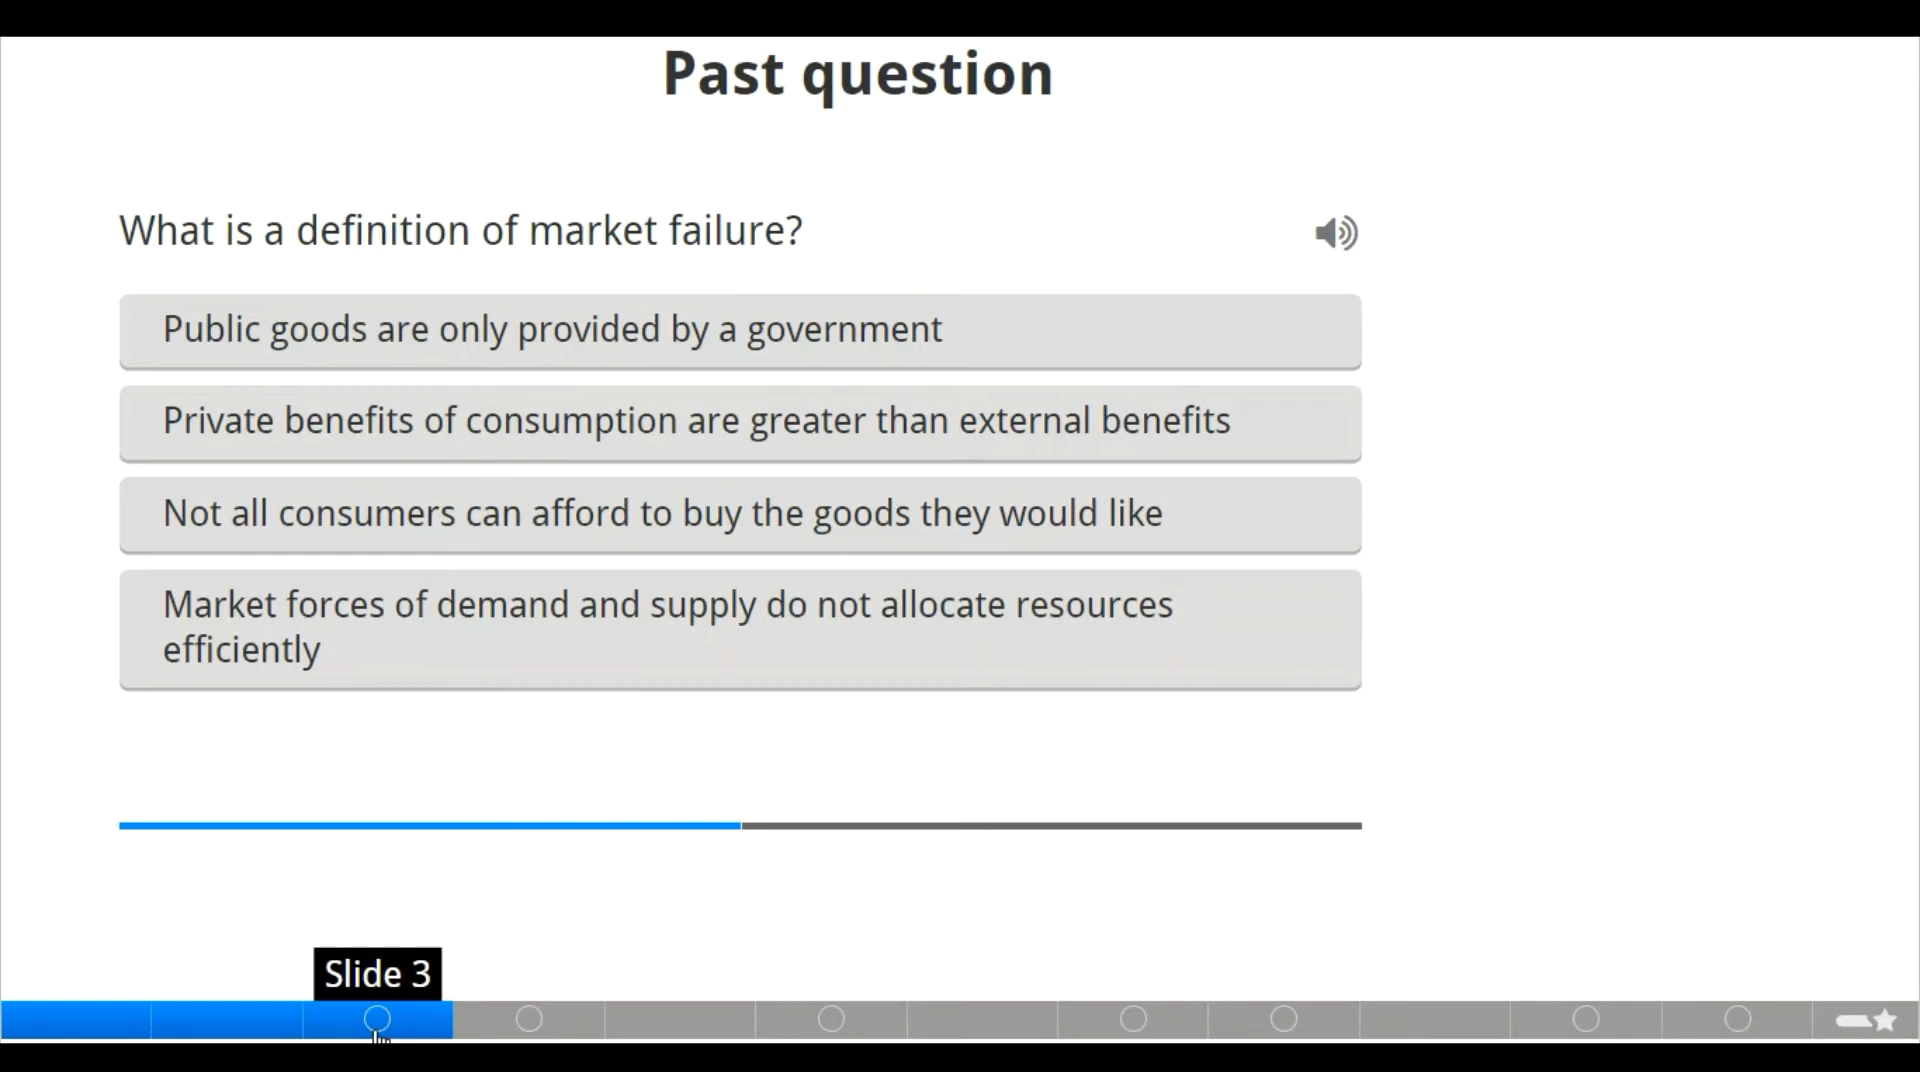 Past question
What is a definition of market failure?
Public goods are only provided by a government
Private benefits of consumption are greater than external benefits
Not all consumers can afford to buy the goods they would like
Market forces of demand and supply do not allocate resources
efficiently
Slide 3